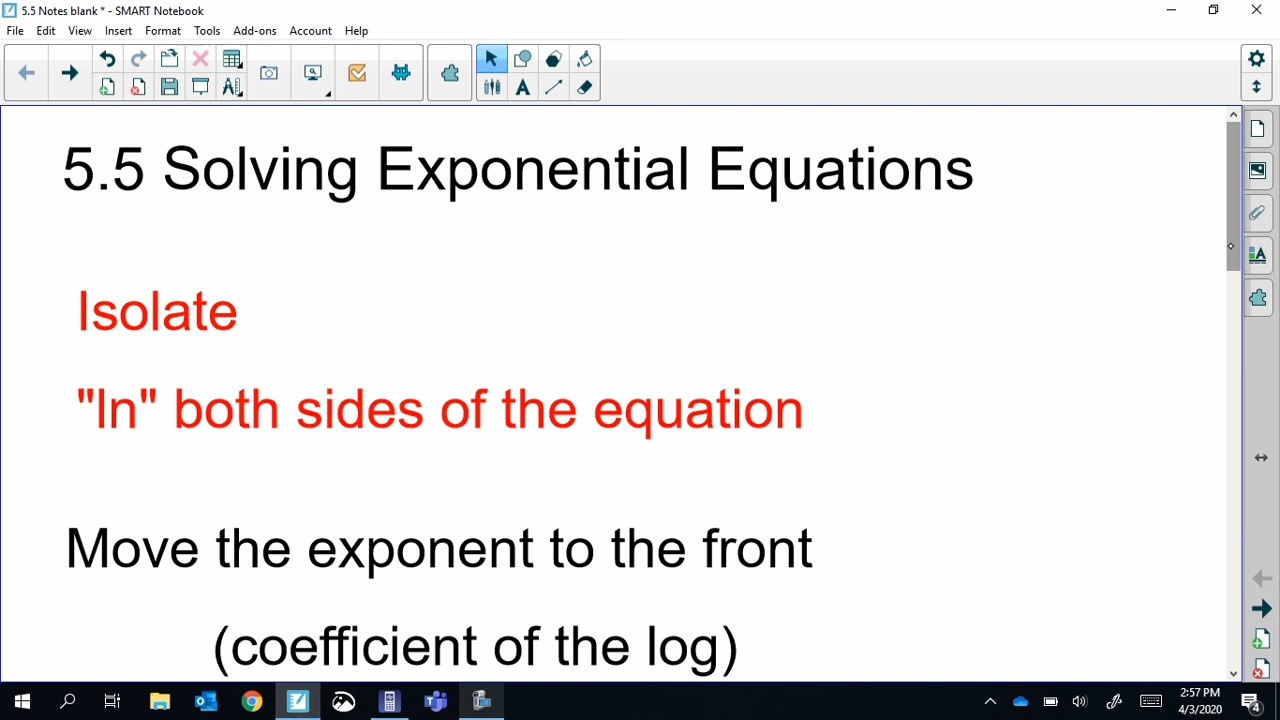 5.5 Notes blank * - SMART Notebook
File Edit View Insert Format Tools Add-ons Account Help
5.5 Solving Exponential Equations
Isolate
"ln" both sides of the equation
Move the exponent to the front
(coefficient of the log)
2:57 PM
4/3/2020
4